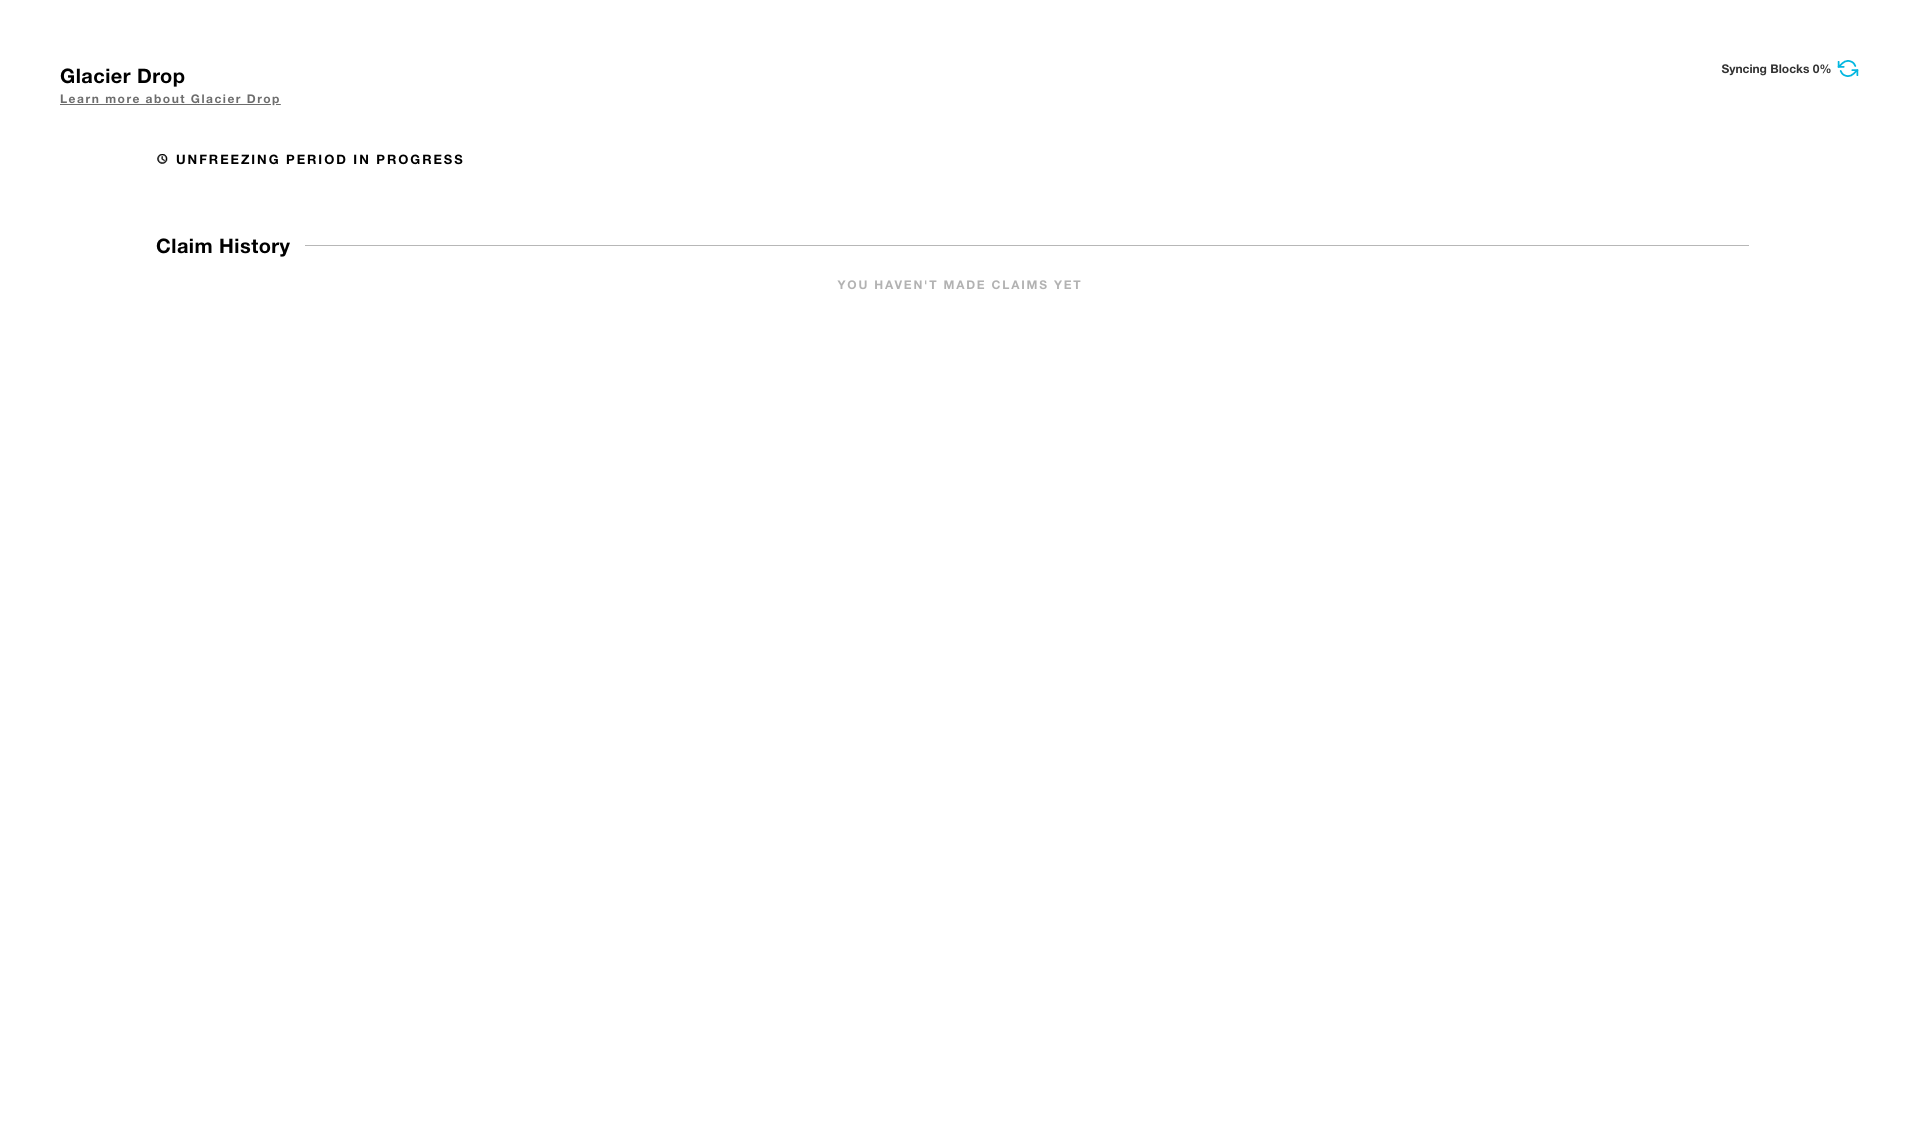 Glacier Drop
Syncing Blocks 0%
Learn more about Glacier Drop
UNFREEZING PERIOD IN PROGRESS
Claim History
YOU HAVEN'T MADE CLAIMS YET